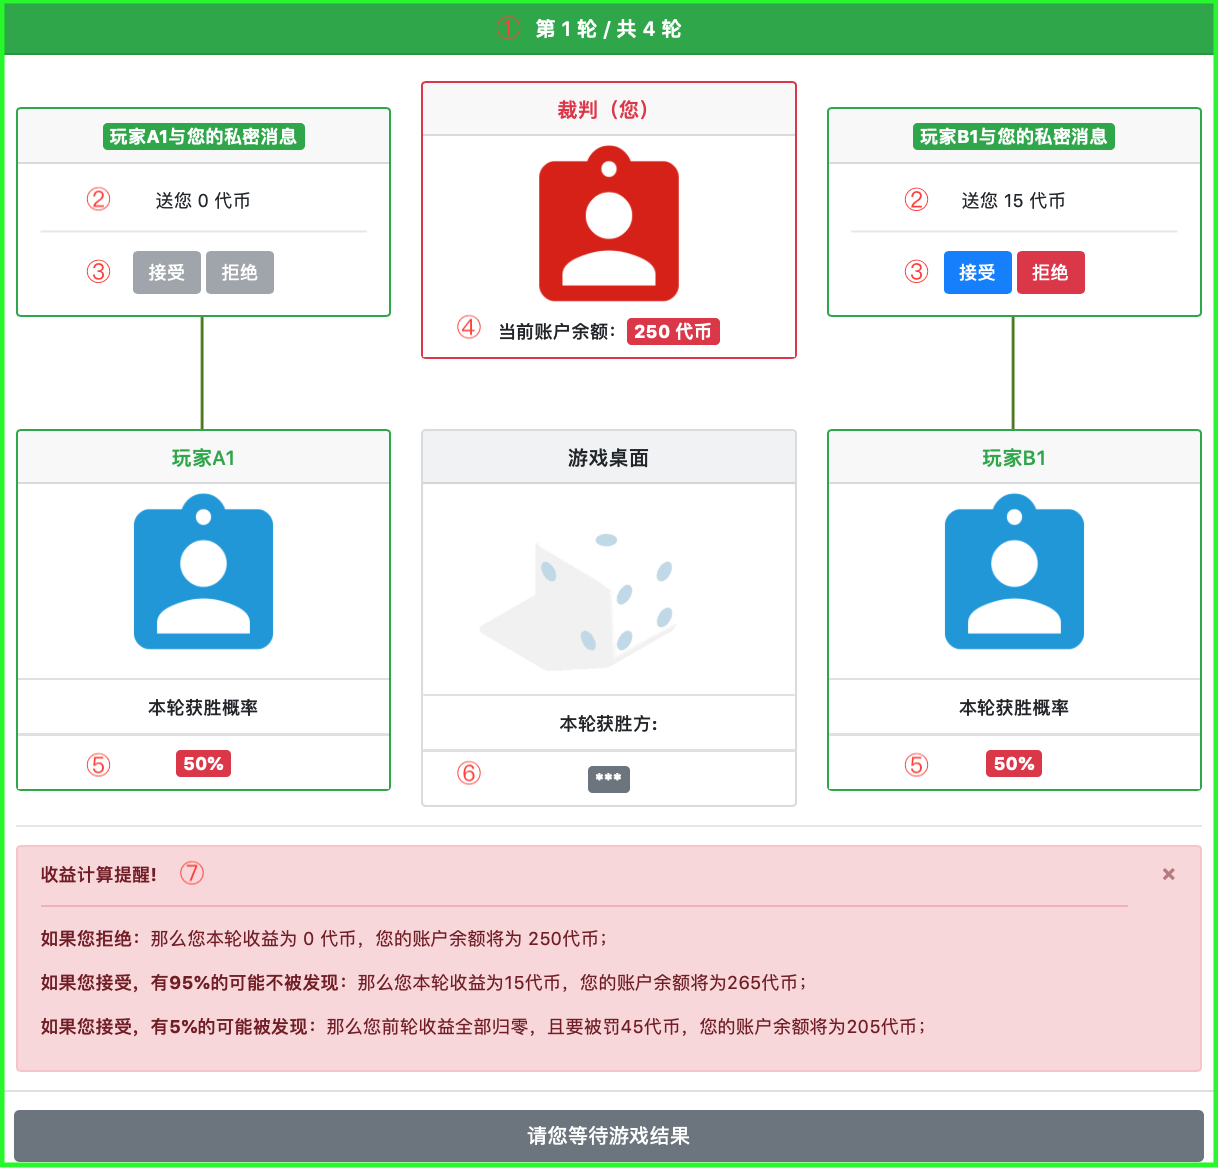 ① 第 1 轮 / 共 4 轮
玩家A1与您的私密消息
② 送您 0 代币
③ 接受 拒绝
裁判（您）
④ 当前账户余额： 250 代币
玩家B1与您的私密消息
② 送您 15 代币
③ 接受 拒绝
玩家A1
本轮获胜概率
⑤ 50%
游戏桌面
本轮获胜方:
⑥ ***
玩家B1
本轮获胜概率
⑤ 50%
收益计算提醒! ⑦ ×
如果您拒绝：那么您本轮收益为 0 代币，您的账户余额将为 250代币；
如果您接受，有95%的可能不被发现：那么您本轮收益为15代币，您的账户余额将为265代币；
如果您接受，有5%的可能被发现：那么您前轮收益全部归零，且要被罚45代币，您的账户余额将为205代币；
请您等待游戏结果